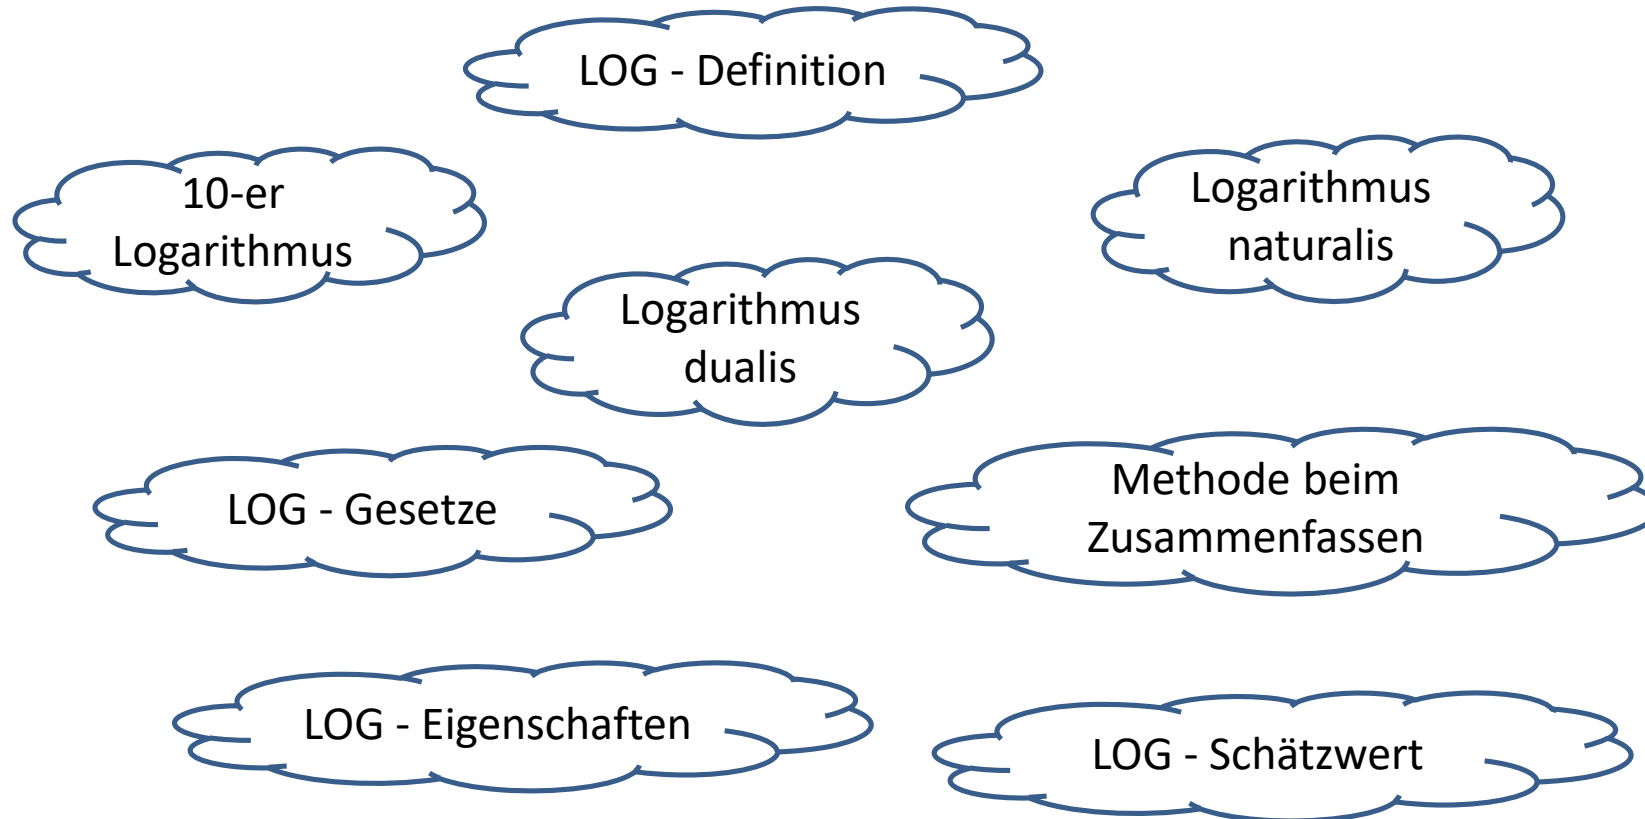 LOG - Definition
10-er
Logarithmus
Logarithmus
naturalis
Logarithmus
dualis
LOG - Gesetze
Methode beim
Zusammenfassen
LOG - Eigenschaften
LOG - Schätzwert